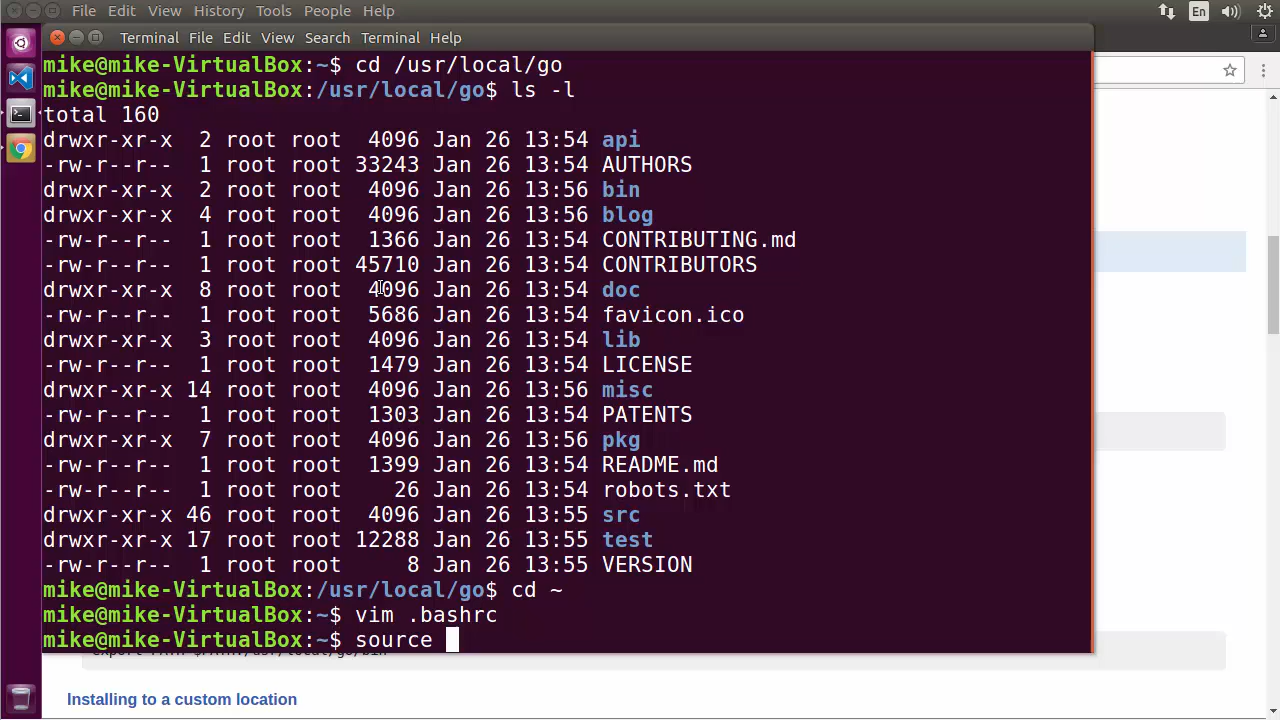 File Edit View History Tools People Help
En
Terminal File Edit View Search Terminal Help
mike@mike-VirtualBox:~$ cd /usr/local/go
mike@mike-VirtualBox:/usr/local/go$ ls -l
total 160
drwxr-xr-x 2 root root 4096 Jan 26 13:54 api
-rw-r--r-- 1 root root 33243 Jan 26 13:54 AUTHORS
drwxr-xr-x 2 root root 4096 Jan 26 13:56 bin
drwxr-xr-x 4 root root 4096 Jan 26 13:56 blog
-rw-r--r-- 1 root root 1366 Jan 26 13:54 CONTRIBUTING.md
-rw-r--r-- 1 root root 45710 Jan 26 13:54 CONTRIBUTORS
drwxr-xr-x 8 root root 4096 Jan 26 13:54 doc
-rw-r--r-- 1 root root 5686 Jan 26 13:54 favicon.ico
drwxr-xr-x 3 root root 4096 Jan 26 13:54 lib
-rw-r--r-- 1 root root 1479 Jan 26 13:54 LICENSE
drwxr-xr-x 14 root root 4096 Jan 26 13:56 misc
-rw-r--r-- 1 root root 1303 Jan 26 13:54 PATENTS
drwxr-xr-x 7 root root 4096 Jan 26 13:56 pkg
-rw-r--r-- 1 root root 1399 Jan 26 13:54 README.md
-rw-r--r-- 1 root root 26 Jan 26 13:54 robots.txt
drwxr-xr-x 46 root root 4096 Jan 26 13:55 src
drwxr-xr-x 17 root root 12288 Jan 26 13:55 test
-rw-r--r-- 1 root root 8 Jan 26 13:55 VERSION
mike@mike-VirtualBox:/usr/local/go$ cd ~
mike@mike-VirtualBox:~$ vim .bashrc
mike@mike-VirtualBox:~$ source
Installing to a custom location